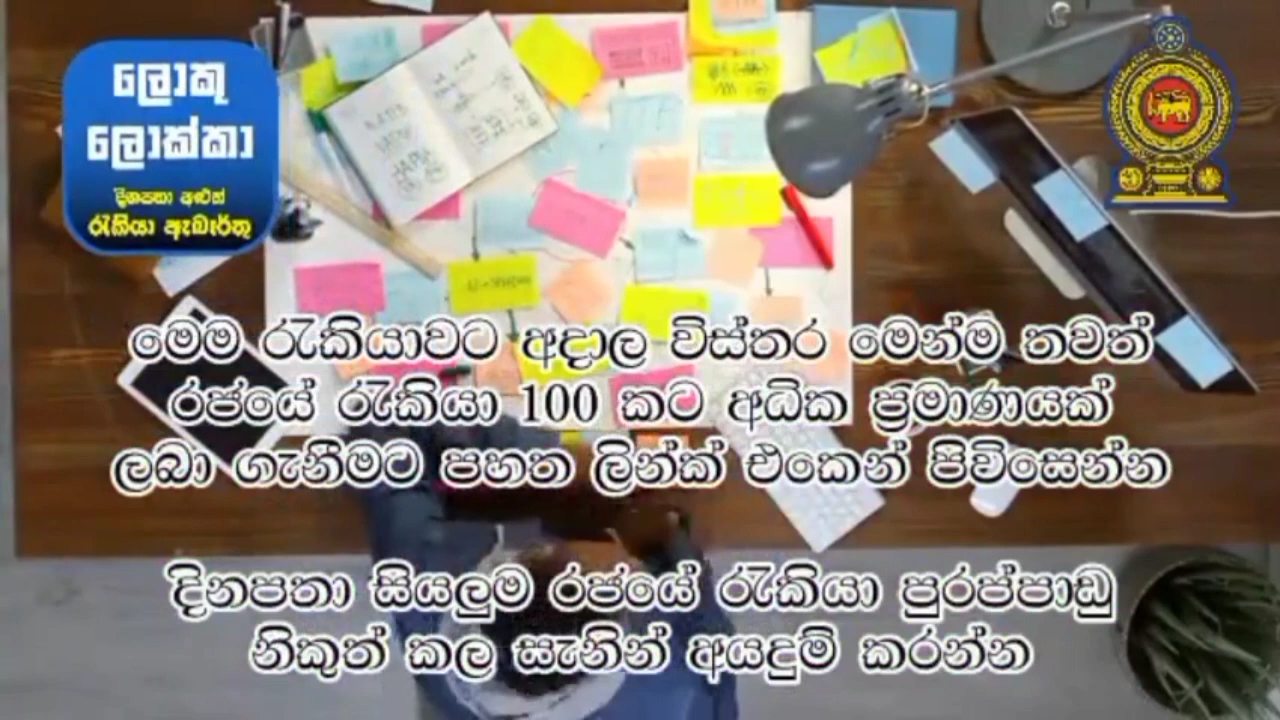 ලොකු
ලොක්කා
දිනපතා අළුත්
රැකියා ඇබෑර්තු
මෙම රැකියාවට අදාල විස්තර මෙන්ම තවත්
රජයේ රැකියා 100 කට අධික ප්‍රමාණයක්
ලබා ගැනීමට පහත ලින්ක් එකෙන් පිවිසෙන්න
දිනපතා සියලුම රජයේ රැකියා පුරප්පාඩු
නිකුත් කල සැනින් අයදුම් කරන්න